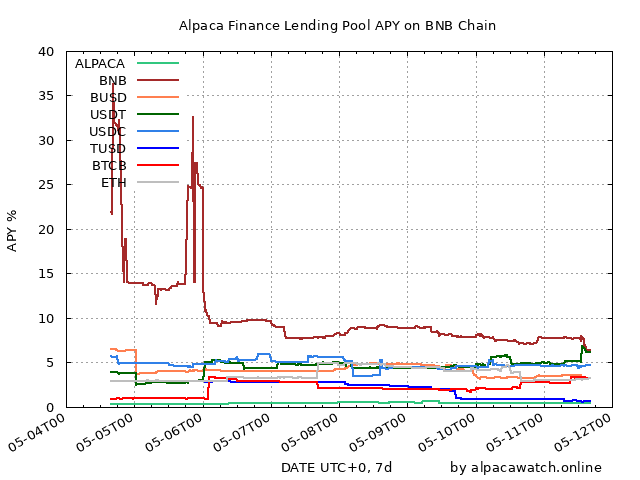 Alpaca Finance Lending Pool APY on BNB Chain
40
35
30
25
20
15
10
5
0
APY %
ALPACA
BNB
BUSD
USDT
USDC
TUSD
BTCB
ETH
05-04T00
05-05T00
05-06T00
05-07T00
05-08T00
05-09T00
05-10T00
05-11T00
05-12T00
DATE UTC+0, 7d
by alpacawatch.online